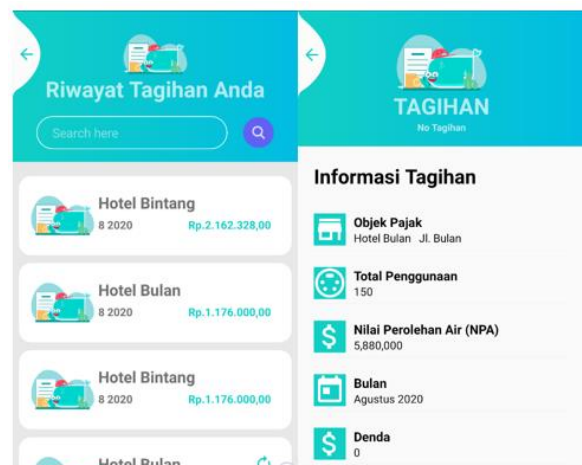 Riwayat Tagihan Anda
Search here
Hotel Bintang
8 2020 Rp.2.162.328,00
Hotel Bulan
8 2020 Rp.1.176.000,00
Hotel Bintang
8 2020 Rp.1.176.000,00
Hotel Bulan
TAGIHAN
No Tagihan
Informasi Tagihan
Objek Pajak
Hotel Bulan Jl. Bulan
Total Penggunaan
150
Nilai Perolehan Air (NPA)
5,880,000
Bulan
Agustus 2020
Denda
0